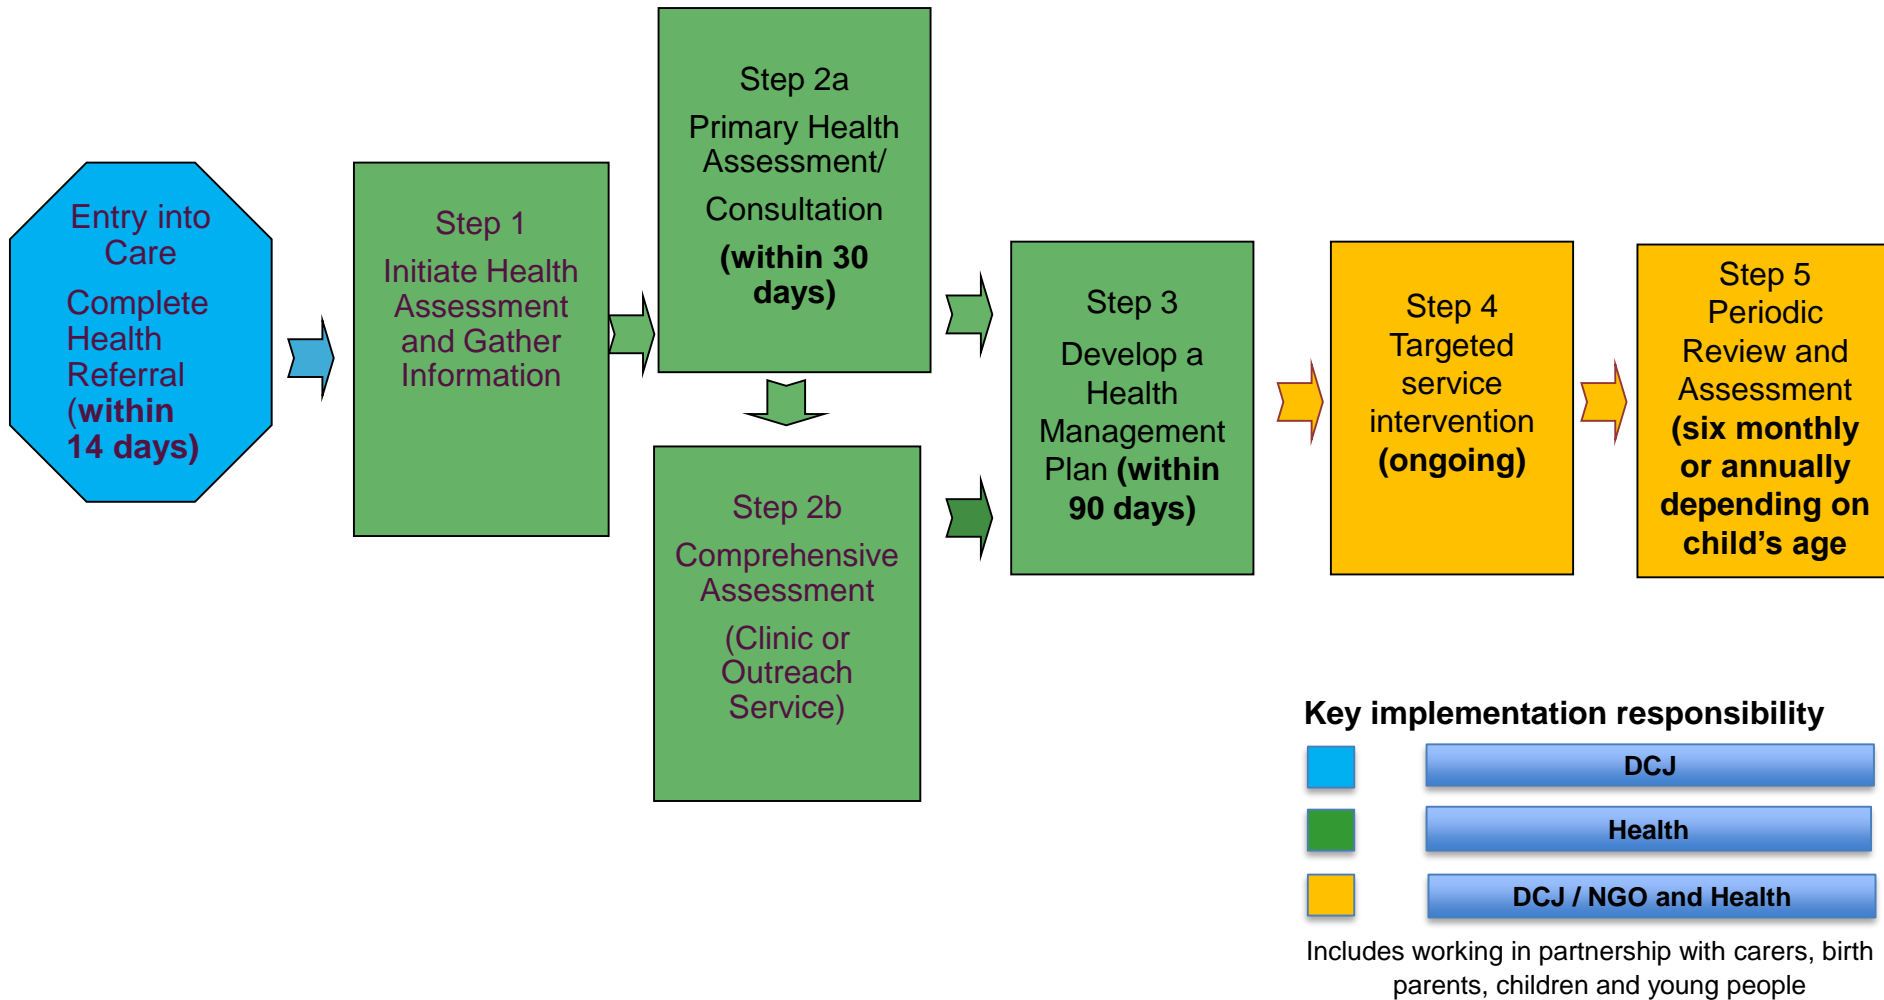 Entry into
Care
Complete
Health
Referral
(within
14 days)
Step 1
Initiate Health
Assessment
and Gather
Information
Step 2a
Primary Health
Assessment/
Consultation
(within 30
days)
Step 2b
Comprehensive
Assessment
(Clinic or
Outreach
Service)
Step 3
Develop a
Health
Management
Plan (within
90 days)
Step 4
Targeted
service
intervention
(ongoing)
Step 5
Periodic
Review and
Assessment
(six monthly
or annually
depending on
child’s age
Key implementation responsibility
DCJ
Health
DCJ / NGO and Health
Includes working in partnership with carers, birth
parents, children and young people